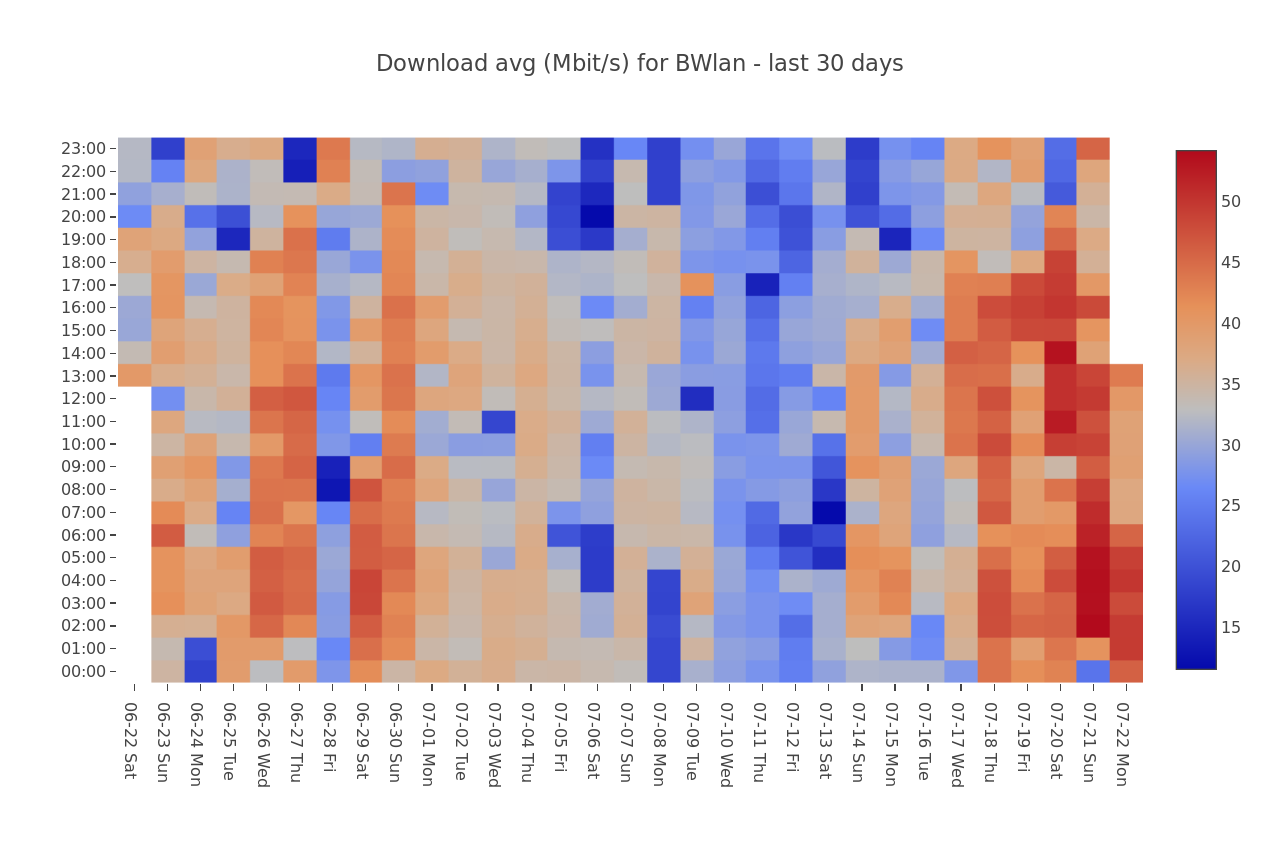 Download avg (Mbit/s) for BWlan - last 30 days
23:00
22:00
21:00
20:00
19:00
18:00
17:00
16:00
15:00
14:00
13:00
12:00
11:00
10:00
09:00
08:00
07:00
06:00
05:00
04:00
03:00
02:00
01:00
00:00
06-22 Sat
06-23 Sun
06-24 Mon
06-25 Tue
06-26 Wed
06-27 Thu
06-28 Fri
06-29 Sat
06-30 Sun
07-01 Mon
07-02 Tue
07-03 Wed
07-04 Thu
07-05 Fri
07-06 Sat
07-07 Sun
07-08 Mon
07-09 Tue
07-10 Wed
07-11 Thu
07-12 Fri
07-13 Sat
07-14 Sun
07-15 Mon
07-16 Tue
07-17 Wed
07-18 Thu
07-19 Fri
07-20 Sat
07-21 Sun
07-22 Mon
50
45
40
35
30
25
20
15